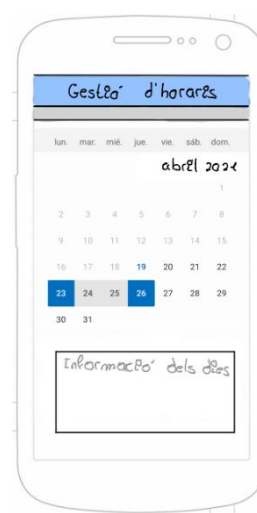 Gestió d'horaris
lun. mar. mié. jue. vie. sáb. dom.
abril 2021
1
2 3 4 5 6 7 8
9 10 11 12 13 14 15
16 17 18 19 20 21 22
23 24 25 26 27 28 29
30 31
Informació dels dies